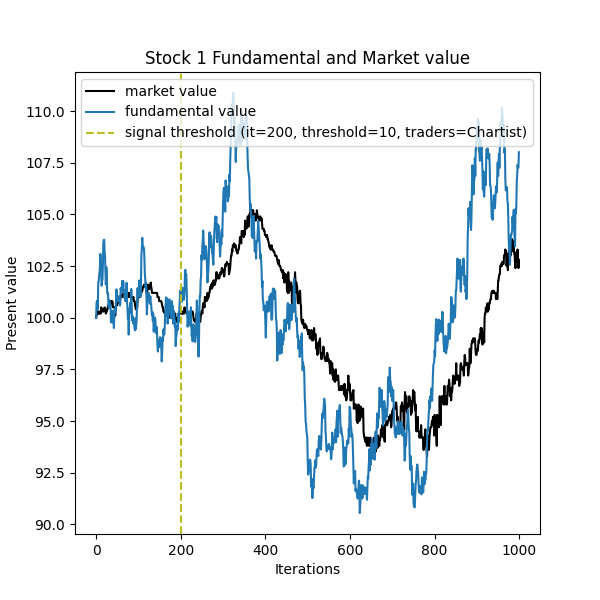 Stock 1 Fundamental and Market value
market value
fundamental value
signal threshold (it=200, threshold=10, traders=Chartist)
Present value
110.0
107.5
105.0
102.5
100.0
97.5
95.0
92.5
90.0
0 200 400 600 800 1000
Iterations